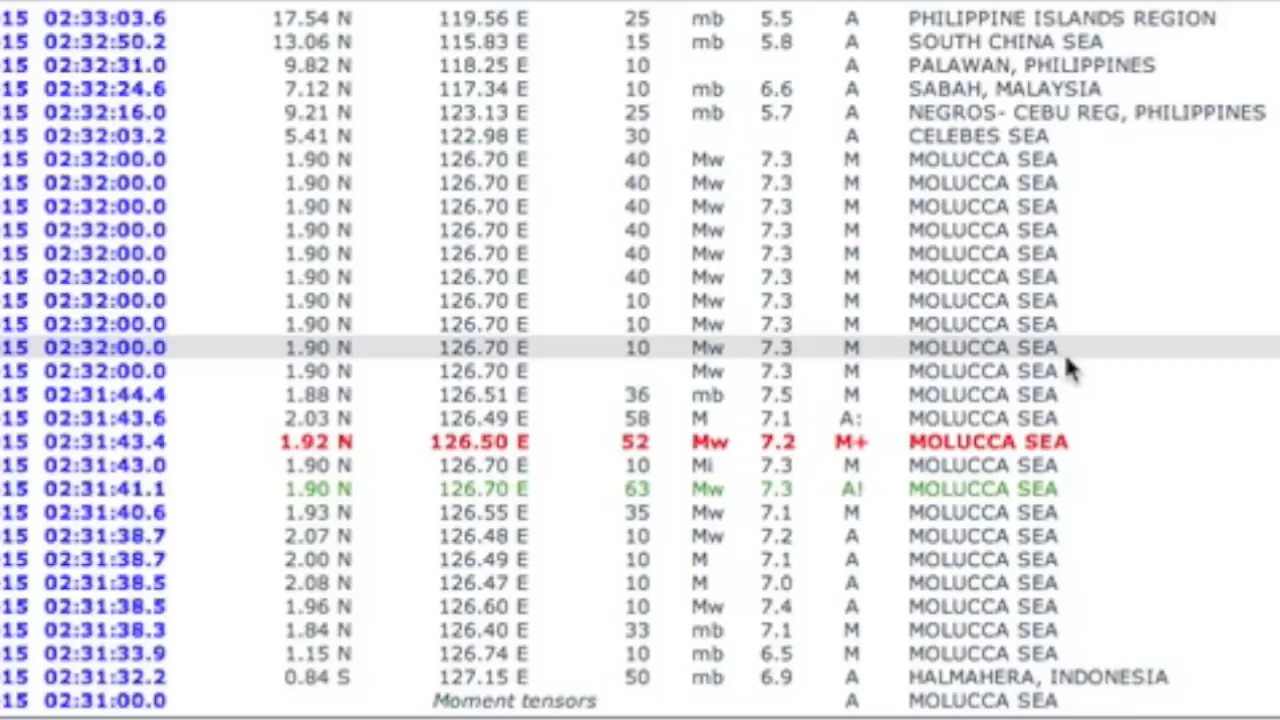 15 02:33:03.6 17.54 N 119.56 E 25 mb 5.5 A PHILIPPINE ISLANDS REGION
15 02:32:50.2 13.06 N 115.83 E 15 mb 5.8 A SOUTH CHINA SEA
15 02:32:31.0 9.82 N 118.25 E 10 A PALAWAN, PHILIPPINES
15 02:32:24.6 7.12 N 117.34 E 10 mb 6.6 A SABAH, MALAYSIA
15 02:32:16.0 9.21 N 123.13 E 25 mb 5.7 A NEGROS- CEBU REG, PHILIPPINES
15 02:32:03.2 5.41 N 122.98 E 30 A CELEBES SEA
15 02:32:00.0 1.90 N 126.70 E 40 Mw 7.3 M MOLUCCA SEA
15 02:32:00.0 1.90 N 126.70 E 40 Mw 7.3 M MOLUCCA SEA
15 02:32:00.0 1.90 N 126.70 E 40 Mw 7.3 M MOLUCCA SEA
15 02:32:00.0 1.90 N 126.70 E 40 Mw 7.3 M MOLUCCA SEA
15 02:32:00.0 1.90 N 126.70 E 40 Mw 7.3 M MOLUCCA SEA
15 02:32:00.0 1.90 N 126.70 E 40 Mw 7.3 M MOLUCCA SEA
15 02:32:00.0 1.90 N 126.70 E 10 Mw 7.3 M MOLUCCA SEA
15 02:32:00.0 1.90 N 126.70 E 10 Mw 7.3 M MOLUCCA SEA
15 02:32:00.0 1.90 N 126.70 E 10 Mw 7.3 M MOLUCCA SEA
15 02:32:00.0 1.90 N 126.70 E Mw 7.3 M MOLUCCA SEA
15 02:31:44.4 1.88 N 126.51 E 36 mb 7.5 M MOLUCCA SEA
15 02:31:43.6 2.03 N 126.49 E 58 M 7.1 A: MOLUCCA SEA
15 02:31:43.4 1.92 N 126.50 E 52 Mw 7.2 M+ MOLUCCA SEA
15 02:31:43.0 1.90 N 126.70 E 10 Mi 7.3 M MOLUCCA SEA
15 02:31:41.1 1.90 N 126.70 E 63 Mw 7.3 A! MOLUCCA SEA
15 02:31:40.6 1.93 N 126.55 E 35 Mw 7.1 M MOLUCCA SEA
15 02:31:38.7 2.07 N 126.48 E 10 Mw 7.2 A MOLUCCA SEA
15 02:31:38.7 2.00 N 126.49 E 10 M 7.1 A MOLUCCA SEA
15 02:31:38.5 2.08 N 126.47 E 10 M 7.0 A MOLUCCA SEA
15 02:31:38.5 1.96 N 126.60 E 10 Mw 7.4 A MOLUCCA SEA
15 02:31:38.3 1.84 N 126.40 E 33 mb 7.1 M MOLUCCA SEA
15 02:31:33.9 1.15 N 126.74 E 10 mb 6.5 M MOLUCCA SEA
15 02:31:32.2 0.84 S 127.15 E 50 mb 6.9 A HALMAHERA, INDONESIA
15 02:31:00.0 Moment tensors A MOLUCCA SEA